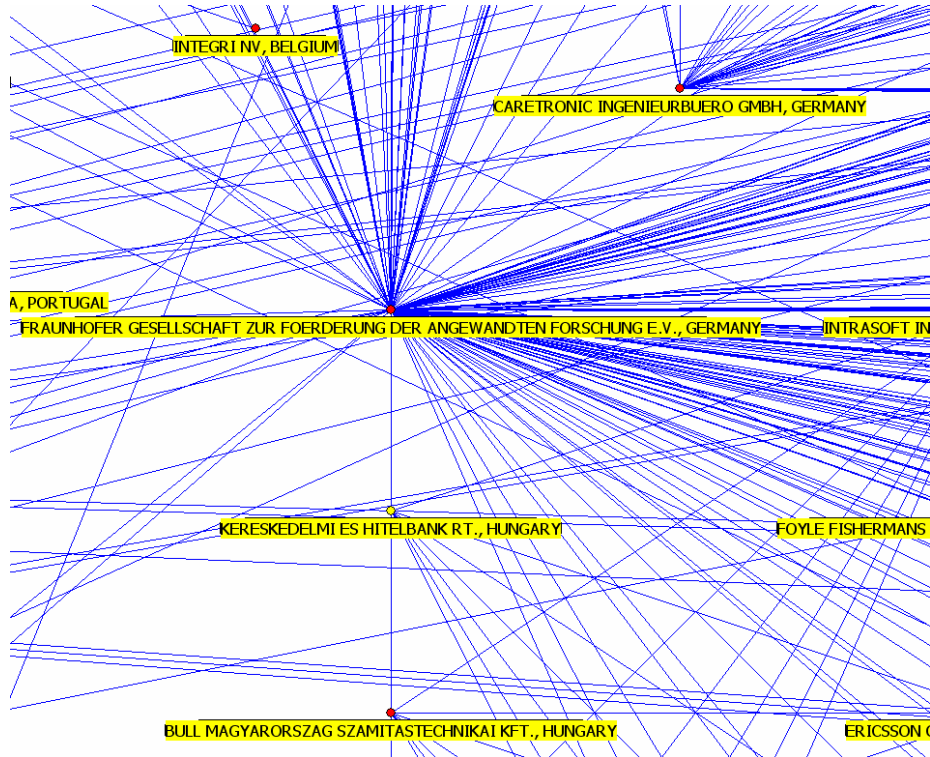 INTEGRI NV, BELGIUM
CARETRONIC INGENIEURBUERO GMBH, GERMANY
A, PORTUGAL
FRAUNHOFER GESELLSCHAFT ZUR FOERDERUNG DER ANGEWANDTEN FORSCHUNG E.V., GERMANY
INTRASOFT IN
KERESKEDELMI ES HITELBANK RT., HUNGARY
FOYLE FISHERMANS
BULL MAGYARORSZAG SZAMITASTECHNIKAI KFT., HUNGARY
ERICSSON